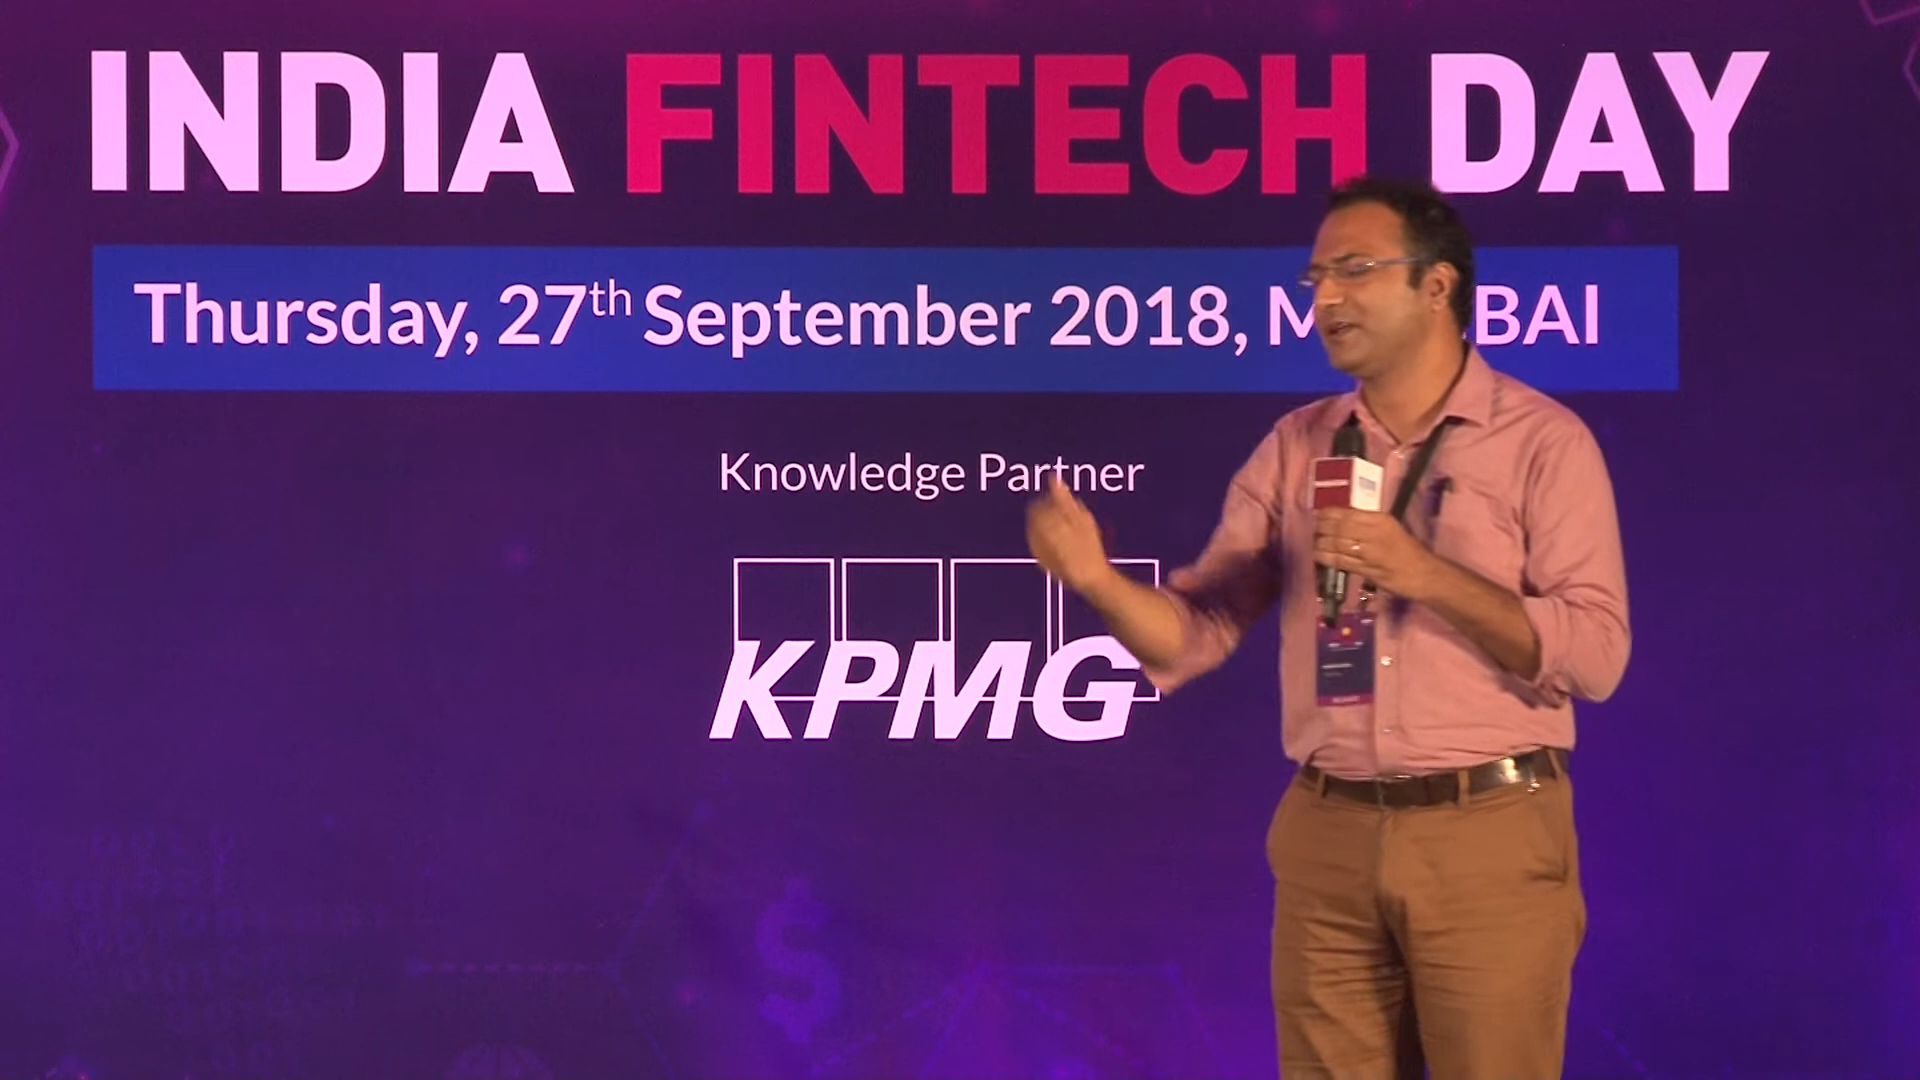 INDIA FINTECH DAY
Thursday, 27th September 2018, M BAI
Knowledge Partner
KPMG